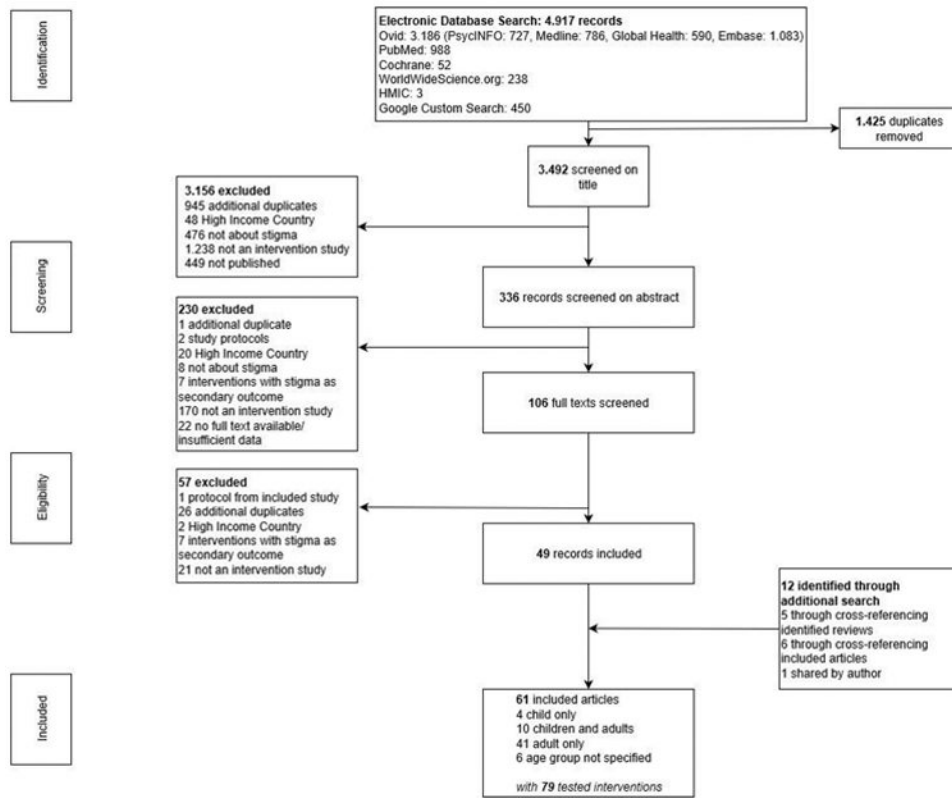 Identification
Electronic Database Search: 4.917 records
Ovid: 3.186 (PsycINFO: 727, Medline: 786, Global Health: 590, Embase: 1.083)
PubMed: 988
Cochrane: 52
WorldWideScience.org: 238
HMIC: 3
Google Custom Search: 450
1.425 duplicates
removed
3.492 screened on
title
3.156 excluded
945 additional duplicates
48 High Income Country
476 not about stigma
1.238 not an intervention study
449 not published
Screening
336 records screened on abstract
230 excluded
1 additional duplicate
2 study protocols
20 High Income Country
8 not about stigma
7 interventions with stigma as
secondary outcome
170 not an intervention study
22 no full text available/
insufficient data
106 full texts screened
Eligibility
57 excluded
1 protocol from included study
26 additional duplicates
2 High Income Country
7 interventions with stigma as
secondary outcome
21 not an intervention study
49 records included
12 identified through
additional search
5 through cross-referencing
identified reviews
6 through cross-referencing
included articles
1 shared by author
Included
61 included articles
4 child only
10 children and adults
41 adult only
6 age group not specified
with 79 tested interventions